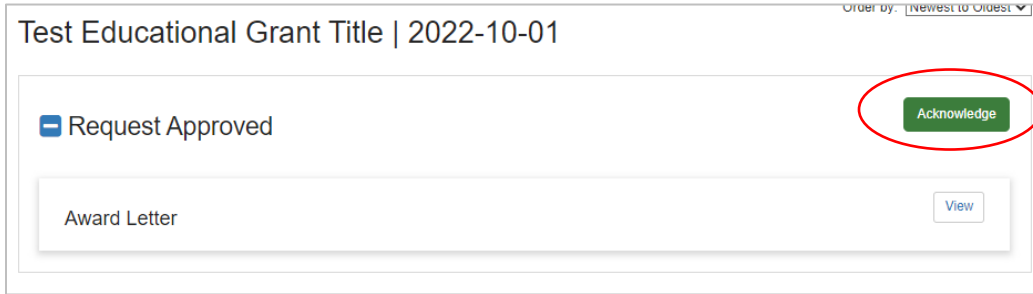 Order by: Newest to Oldest
Test Educational Grant Title | 2022-10-01
Request Approved
Acknowledge
Award Letter
View